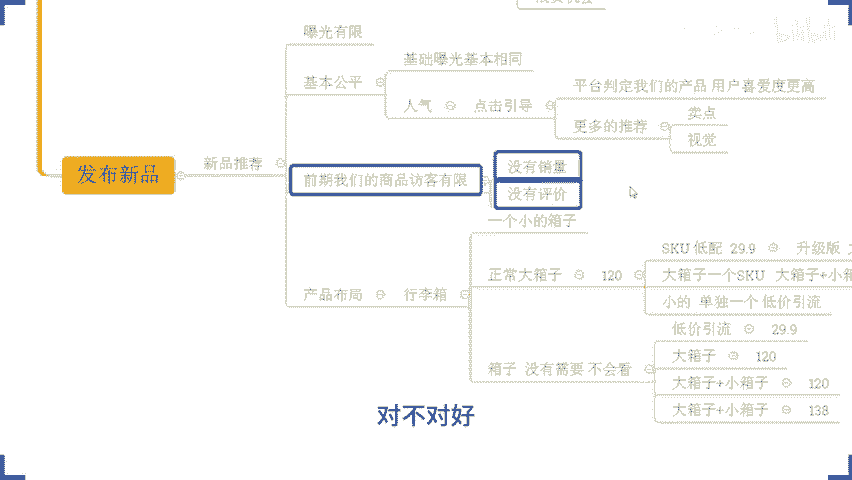 成交机会
曝光有限
基础曝光基本相同
基本公平
平台判定我们的产品 用户喜爱度更高
人气
点击引导
卖点
更多的推荐
视觉
发布新品
新品推荐
前期我们的商品访客有限
没有销量
没有评价
一个小的箱子
SKU 低配 29.9
升级版
正常大箱子
120
大箱子一个SKU 大箱子+小箱
产品布局
行李箱
小的 单独一个 低价引流
低价引流
29.9
大箱子
120
箱子 没有需要 不会看
大箱子+小箱子
120
大箱子+小箱子
138
对不对好